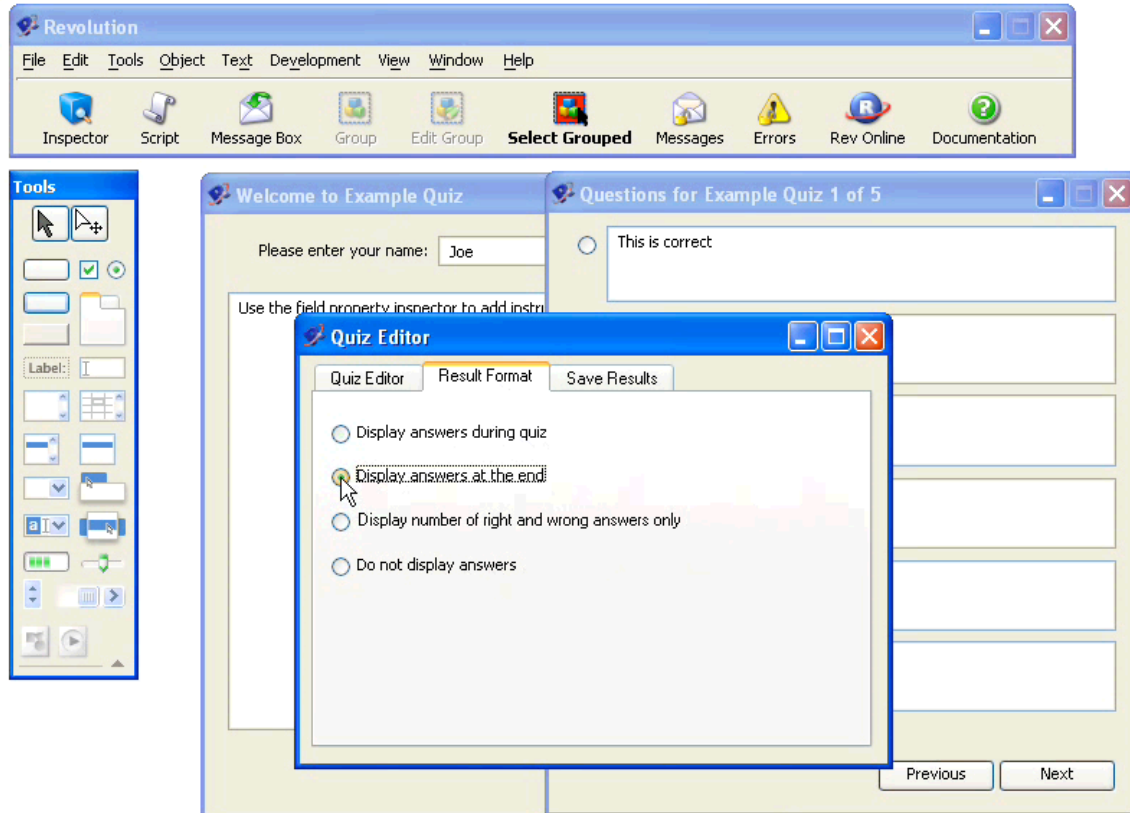 Revolution
File Edit Tools Object Text Development View Window Help
Inspector Script Message Box Group Edit Group Select Grouped Messages Errors Rev Online Documentation
Tools
Label:
a
Welcome to Example Quiz
Please enter your name: Joe
Use the field property inspector to add instru
Questions for Example Quiz 1 of 5
This is correct
Quiz Editor
Quiz Editor Result Format Save Results
Display answers during quiz
Display answers at the end
Display number of right and wrong answers only
Do not display answers
Previous Next